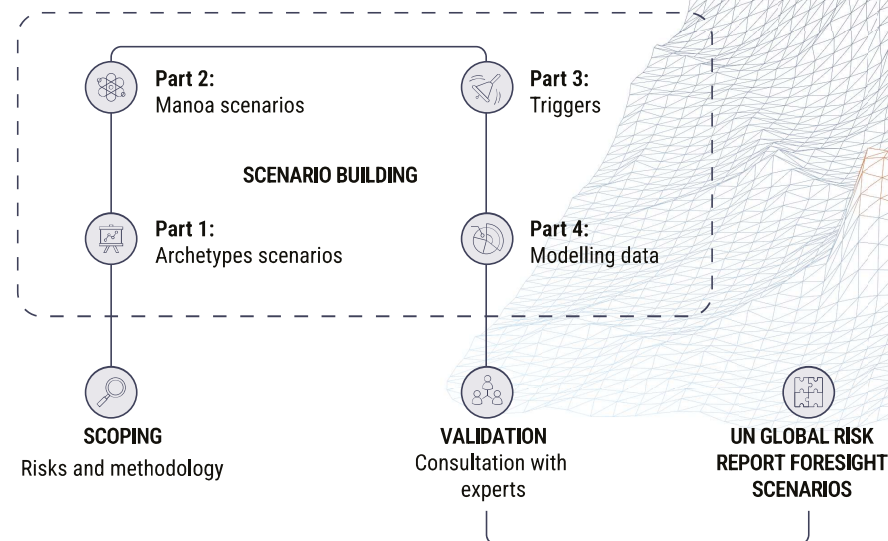 Part 2:
Manoa scenarios
Part 3:
Triggers
SCENARIO BUILDING
Part 1:
Archetypes scenarios
Part 4:
Modelling data
SCOPING
Risks and methodology
VALIDATION
Consultation with
experts
UN GLOBAL RISK
REPORT FORESIGHT
SCENARIOS